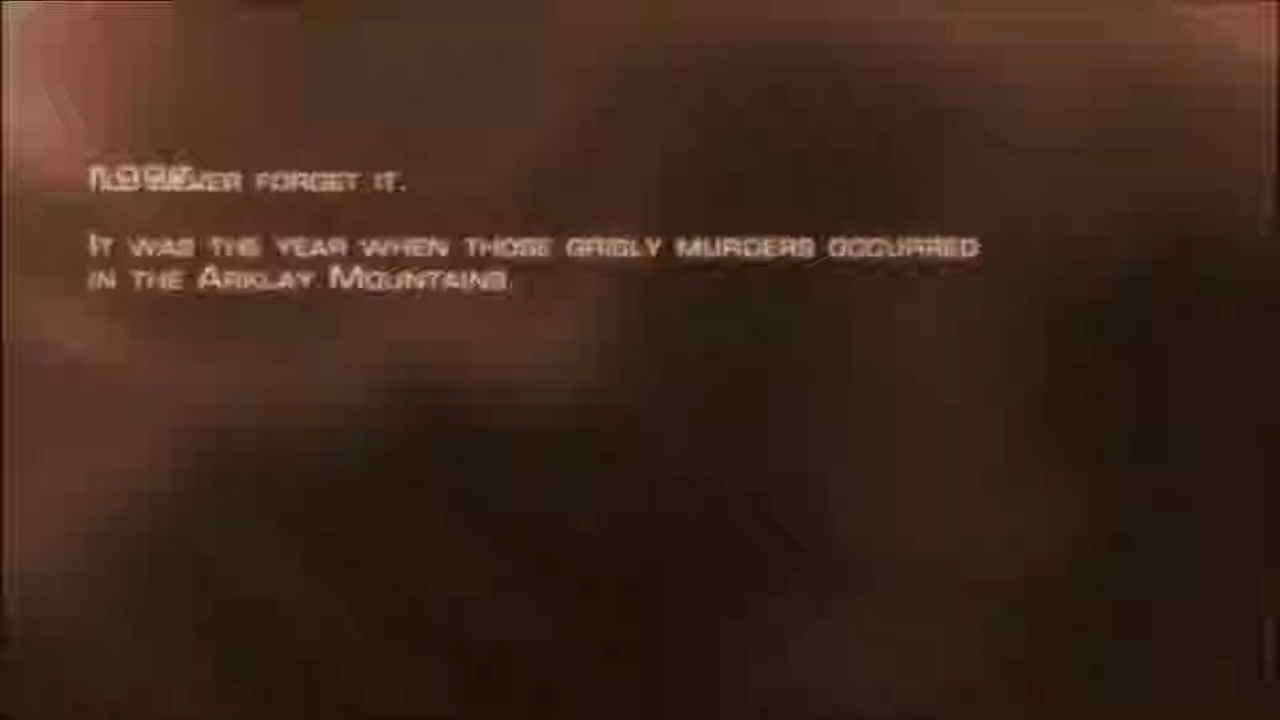 forget it.
It was the year when those grisly murders occurred
in the Arklay Mountains.